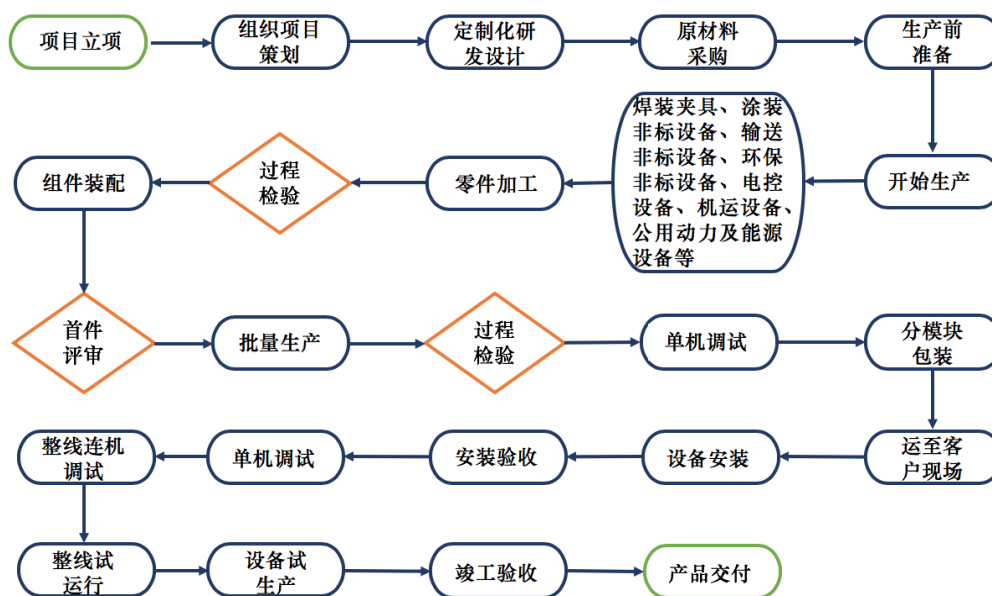 项目立项
组织项目
策划
定制化研
发设计
原材料
采购
生产前
准备
焊装夹具、涂装
非标设备、输送
非标设备、环保
非标设备、电控
设备、机运设备、
公用动力及能源
设备等
组件装配
过程
检验
零件加工
开始生产
首件
评审
批量生产
过程
检验
单机调试
分模块
包装
整线连机
调试
单机调试
安装验收
设备安装
运至客
户现场
整线试
运行
设备试
生产
竣工验收
产品交付